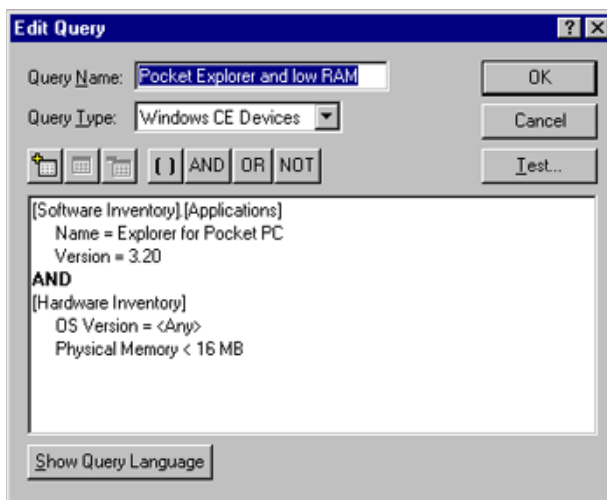 Edit Query
? X
Query Name: Pocket Explorer and low RAM
OK
Query Type: Windows CE Devices
Cancel
( ) AND OR NOT
Test...
[Software Inventory].[Applications]
Name = Explorer for Pocket PC
Version = 3.20
AND
[Hardware Inventory]
OS Version = <Any>
Physical Memory < 16 MB
Show Query Language